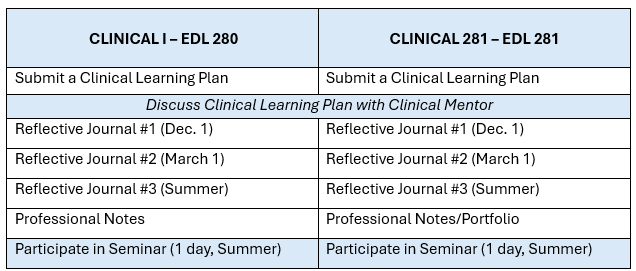 CLINICAL I – EDL 280
CLINICAL 281 – EDL 281
Submit a Clinical Learning Plan
Submit a Clinical Learning Plan
Discuss Clinical Learning Plan with Clinical Mentor
Reflective Journal #1 (Dec. 1)
Reflective Journal #1 (Dec. 1)
Reflective Journal #2 (March 1)
Reflective Journal #2 (March 1)
Reflective Journal #3 (Summer)
Reflective Journal #3 (Summer)
Professional Notes
Professional Notes/Portfolio
Participate in Seminar (1 day, Summer)
Participate in Seminar (1 day, Summer)